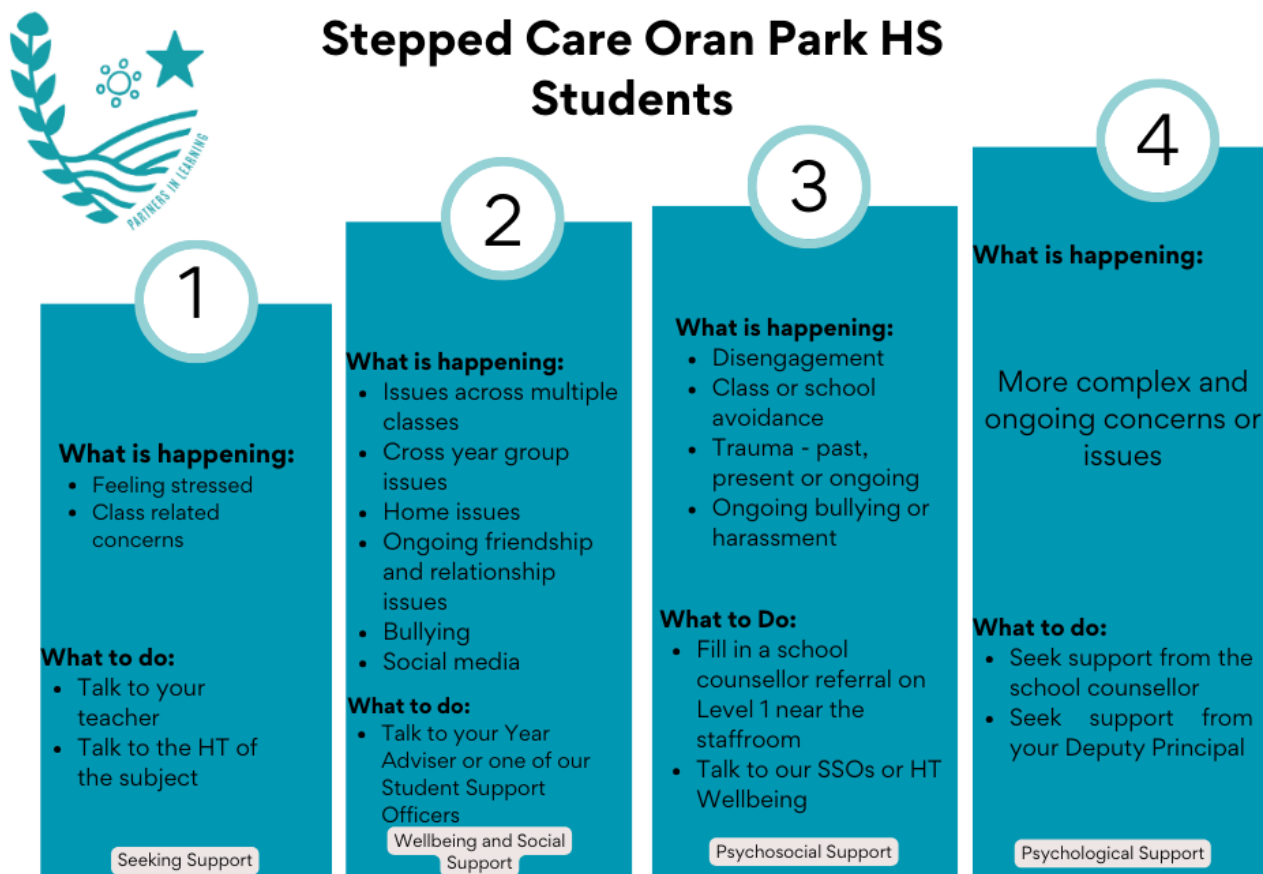 Stepped Care Oran Park HS
Students
PARTNERS IN LEARNING
1
What is happening:
• Feeling stressed
• Class related
concerns
What to do:
• Talk to your
teacher
• Talk to the HT of
the subject
Seeking Support
2
What is happening:
• Issues across multiple
classes
• Cross year group
issues
• Home issues
• Ongoing friendship
and relationship
issues
• Bullying
• Social media
What to do:
• Talk to your Year
Adviser or one of our
Student Support
Officers
Wellbeing and Social
Support
3
What is happening:
• Disengagement
• Class or school
avoidance
• Trauma - past,
present or ongoing
• Ongoing bullying or
harassment
What to Do:
• Fill in a school
counsellor referral on
Level 1 near the
staffroom
• Talk to our SSOs or HT
Wellbeing
Psychosocial Support
4
What is happening:
More complex and
ongoing concerns or
issues
What to do:
• Seek support from the
school counsellor
• Seek support from
your Deputy Principal
Psychological Support